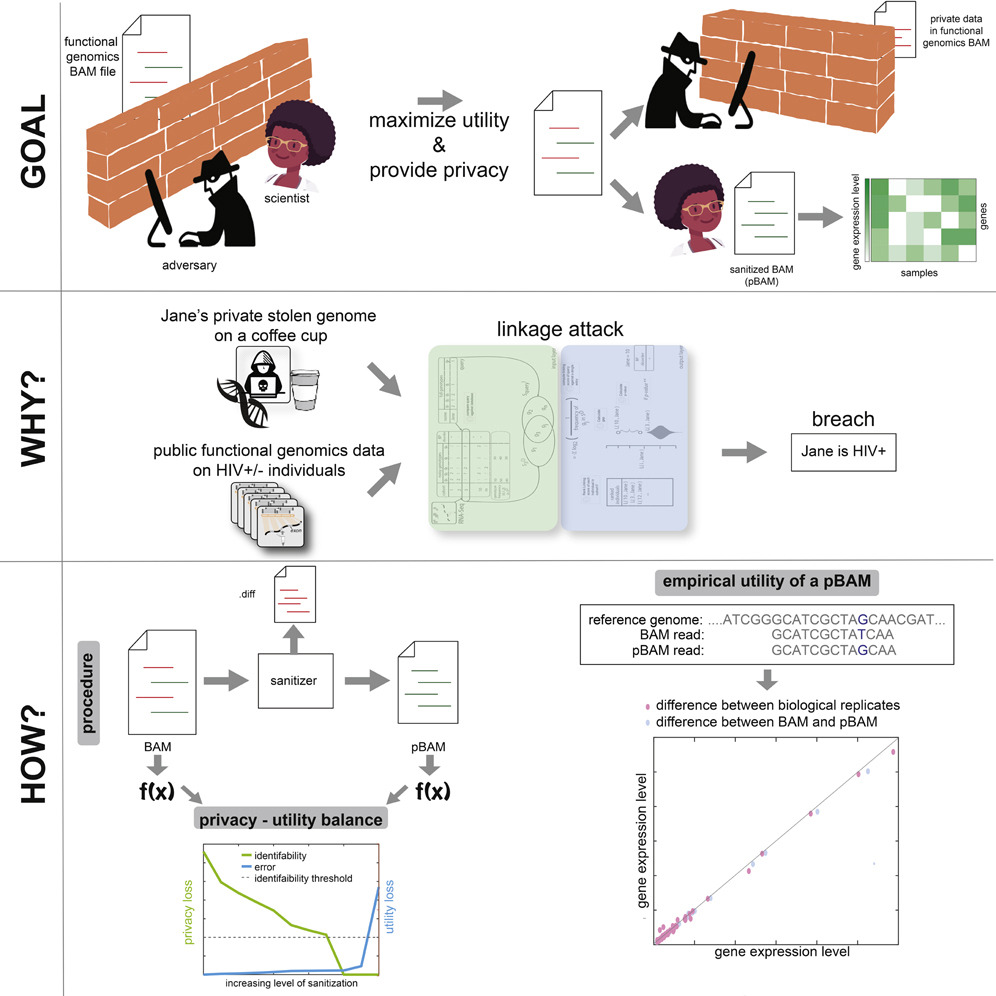 GOAL
functional
genomics
BAM file
scientist
adversary
maximize utility
&
provide privacy
private data
in functional
genomics BAM
sanitized BAM
(pBAM)
gene expression level
genes
samples
WHY?
Jane's private stolen genome
on a coffee cup
public functional genomics data
on HIV+/- individuals
exon
linkage attack
breach
Jane is HIV+
HOW?
procedure
.diff
sanitizer
BAM
pBAM
f(x)
f(x)
privacy - utility balance
identifability
error
identifaibility threshold
privacy loss
utility loss
increasing level of sanitization
empirical utility of a pBAM
reference genome: ....ATCGGGCATCGCTAGCAACGAT...
BAM read: GCATCGCTATCAA
pBAM read: GCATCGCTAGCAA
difference between biological replicates
difference between BAM and pBAM
gene expression level
gene expression level